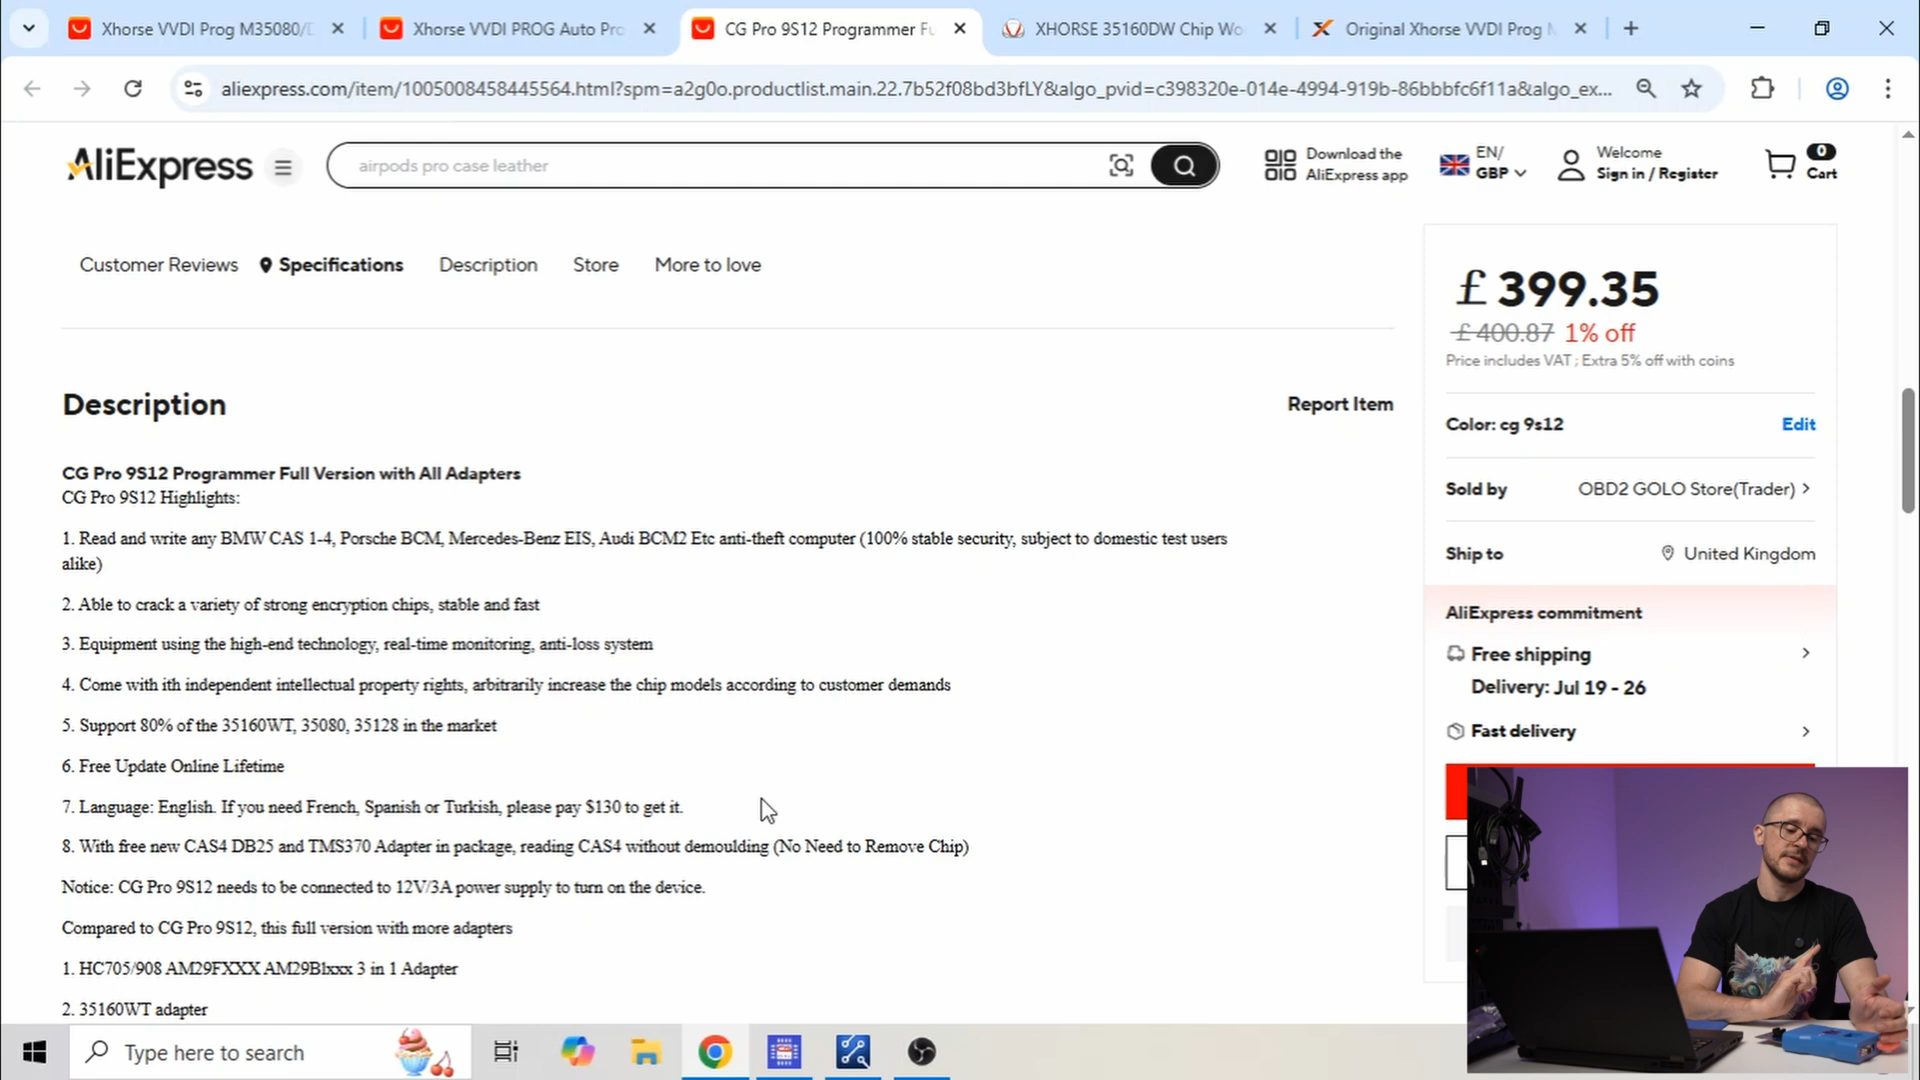 Xhorse VVDI Prog M35080/D
Xhorse VVDI PROG Auto Pro
CG Pro 9S12 Programmer Fu
XHORSE 35160DW Chip Wo
Original Xhorse VVDI Prog M
aliexpress.com/item/1005008458445564.html?spm=a2g0o.productlist.main.22.7b52f08bd3bfLY&algo_pvid=c398320e-014e-4994-919b-86bbbfc6f11a&algo_ex...
AliExpress
airpods pro case leather
Download the
AliExpress app
EN/
GBP
Welcome
Sign in / Register
0
Cart
Customer Reviews
Specifications
Description
Store
More to love
Description
Report Item
CG Pro 9S12 Programmer Full Version with All Adapters
CG Pro 9S12 Highlights:
1. Read and write any BMW CAS 1-4, Porsche BCM, Mercedes-Benz EIS, Audi BCM2 Etc anti-theft computer (100% stable security, subject to domestic test users
alike)
2. Able to crack a variety of strong encryption chips, stable and fast
3. Equipment using the high-end technology, real-time monitoring, anti-loss system
4. Come with ith independent intellectual property rights, arbitrarily increase the chip models according to customer demands
5. Support 80% of the 35160WT, 35080, 35128 in the market
6. Free Update Online Lifetime
7. Language: English. If you need French, Spanish or Turkish, please pay $130 to get it.
8. With free new CAS4 DB25 and TMS370 Adapter in package, reading CAS4 without demoulding (No Need to Remove Chip)
Notice: CG Pro 9S12 needs to be connected to 12V/3A power supply to turn on the device.
Compared to CG Pro 9S12, this full version with more adapters
1. HC705/908 AM29FXXX AM29Blxxx 3 in 1 Adapter
2. 35160WT adapter
£399.35
£400.87 1% off
Price includes VAT ; Extra 5% off with coins
Color: cg 9s12
Edit
Sold by
OBD2 GOLO Store(Trader)
Ship to
United Kingdom
AliExpress commitment
Free shipping
Delivery: Jul 19 - 26
Fast delivery
Type here to search